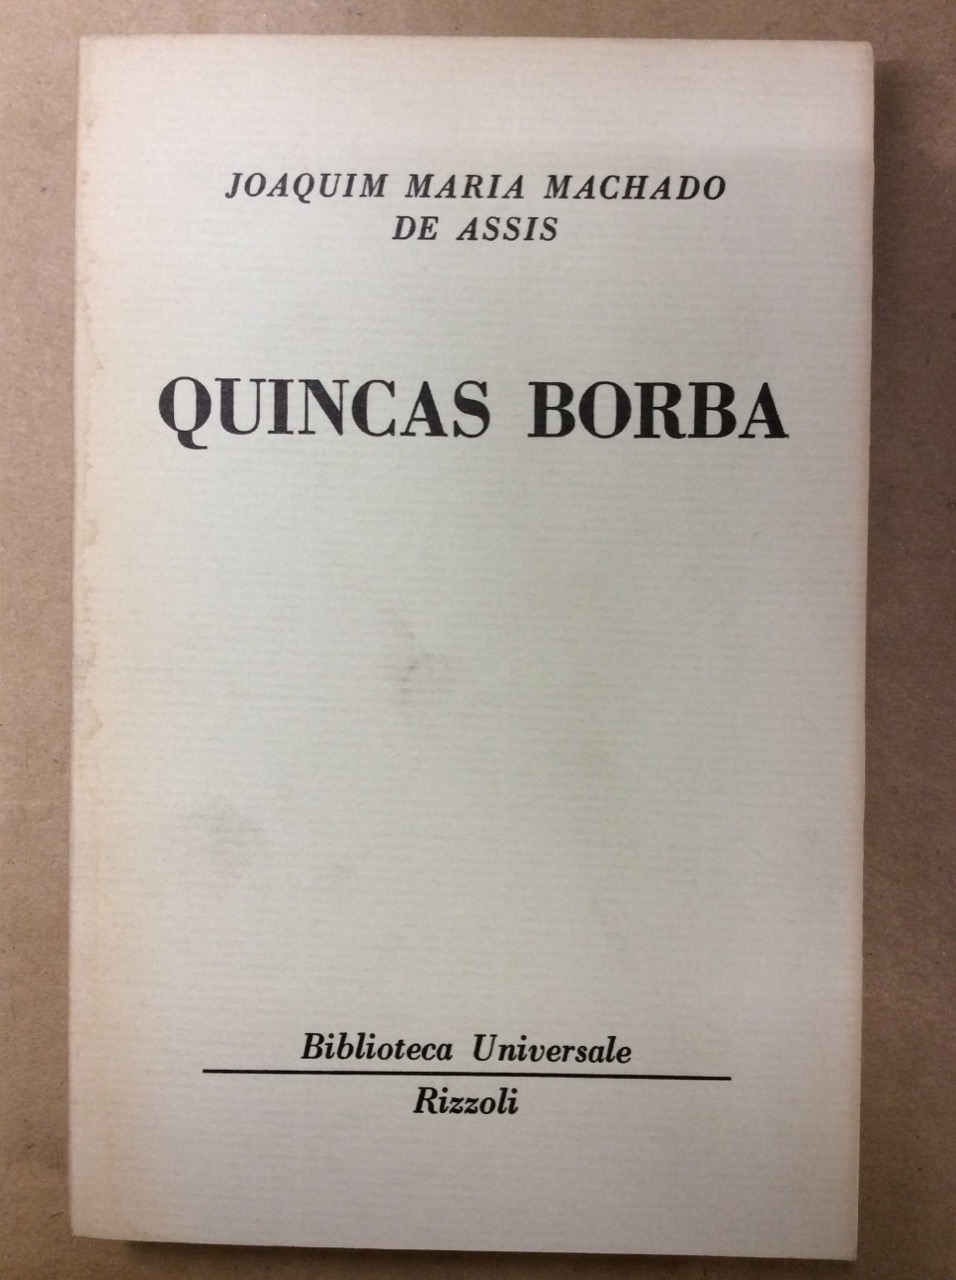 JOAQUIM MARIA MACHADO
DE ASSIS
QUINCAS BORBA
Biblioteca Universale
Rizzoli